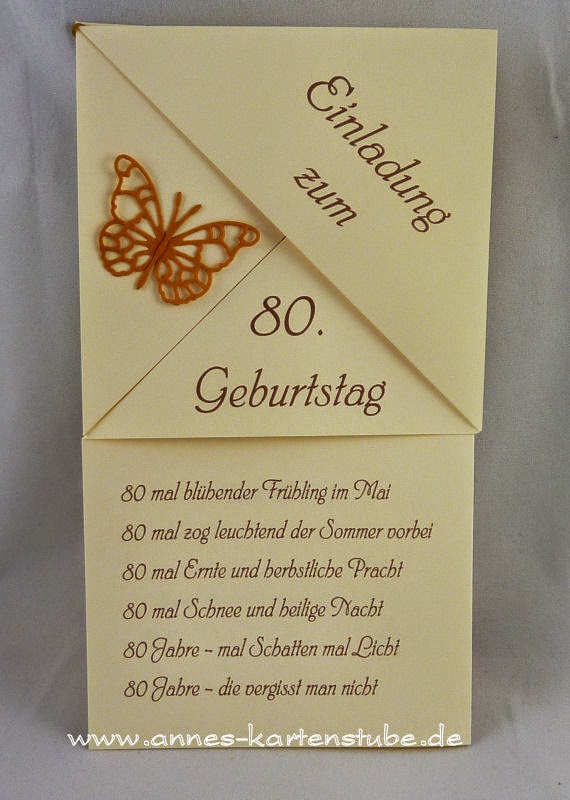 Einladung
zum
80.
Geburtstag
80 mal blühender Frühling im Mai
80 mal zog leuchtend der Sommer vorbei
80 mal Ernte und herbstliche Pracht
80 mal Schnee und heilige Nacht
80 Jahre - mal Schatten mal Licht
80 Jahre - die vergisst man nicht
www.annes-kartenstube.de